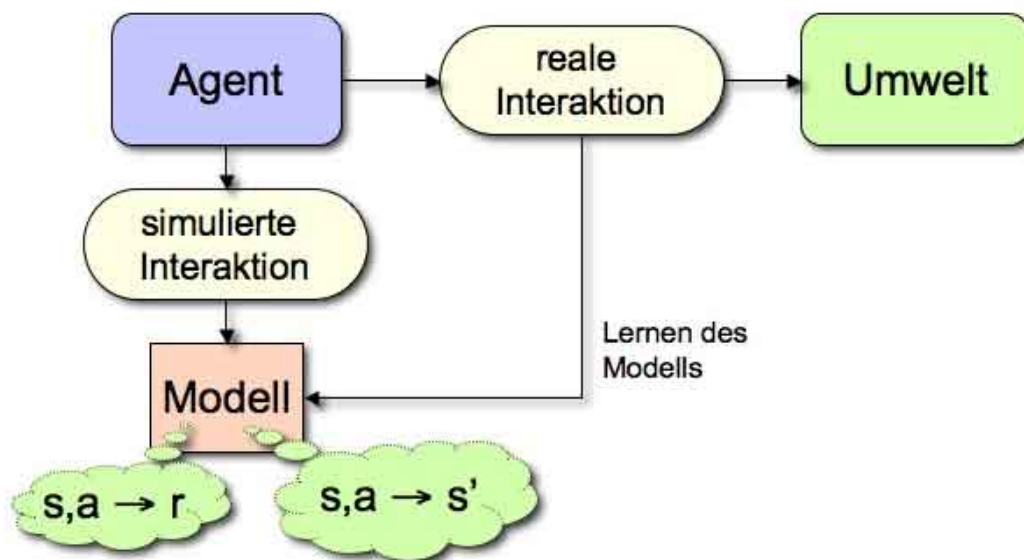 Agent
reale
Interaktion
Umwelt
simulierte
Interaktion
Lernen des
Modells
Modell
s,a → r
s,a → s'